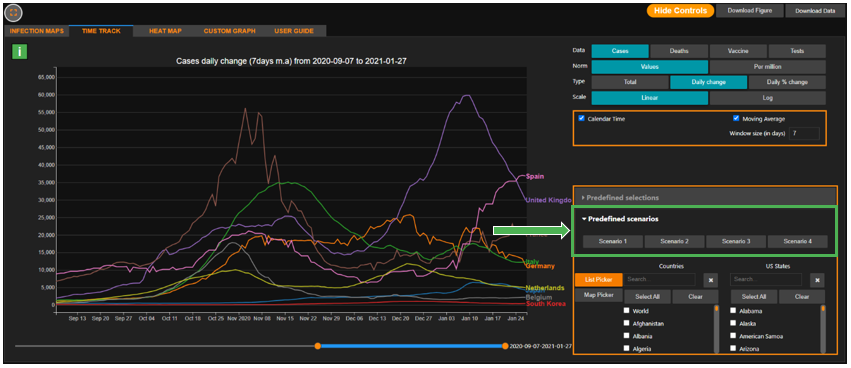 Hide Controls
Download Figure
Download Data
INFECTION MAPS
TIME TRACK
HEAT MAP
CUSTOM GRAPH
USER GUIDE
i
Cases daily change (7days m.a) from 2020-09-07 to 2021-01-27
65,000
60,000
55,000
50,000
45,000
40,000
35,000
30,000
25,000
20,000
15,000
10,000
5,000
0
Spain
United Kingdo
Italy
Germany
Netherlands
Belgium
South Korea
Sep 13
Sep 20
Sep 27
Oct 04
Oct 11
Oct 18
Oct 25
Nov 2020
Nov 08
Nov 15
Nov 22
Nov 29
Dec 06
Dec 13
Dec 20
Dec 27
Jan 03
Jan 10
Jan 17
Jan 24
2020-09-07-2021-01-27
Data
Cases
Deaths
Vaccine
Tests
Norm
Values
Per million
Type
Total
Daily change
Daily % change
Scale
Linear
Log
Calendar Time
Moving Average
Window size (in days)
7
Predefined selections
Predefined scenarios
Scenario 1
Scenario 2
Scenario 3
Scenario 4
Countries
US States
List Picker
Search...
Search...
Map Picker
Select All
Clear
Select All
Clear
World
Alabama
Afghanistan
Alaska
Albania
American Samoa
Algeria
Arizona